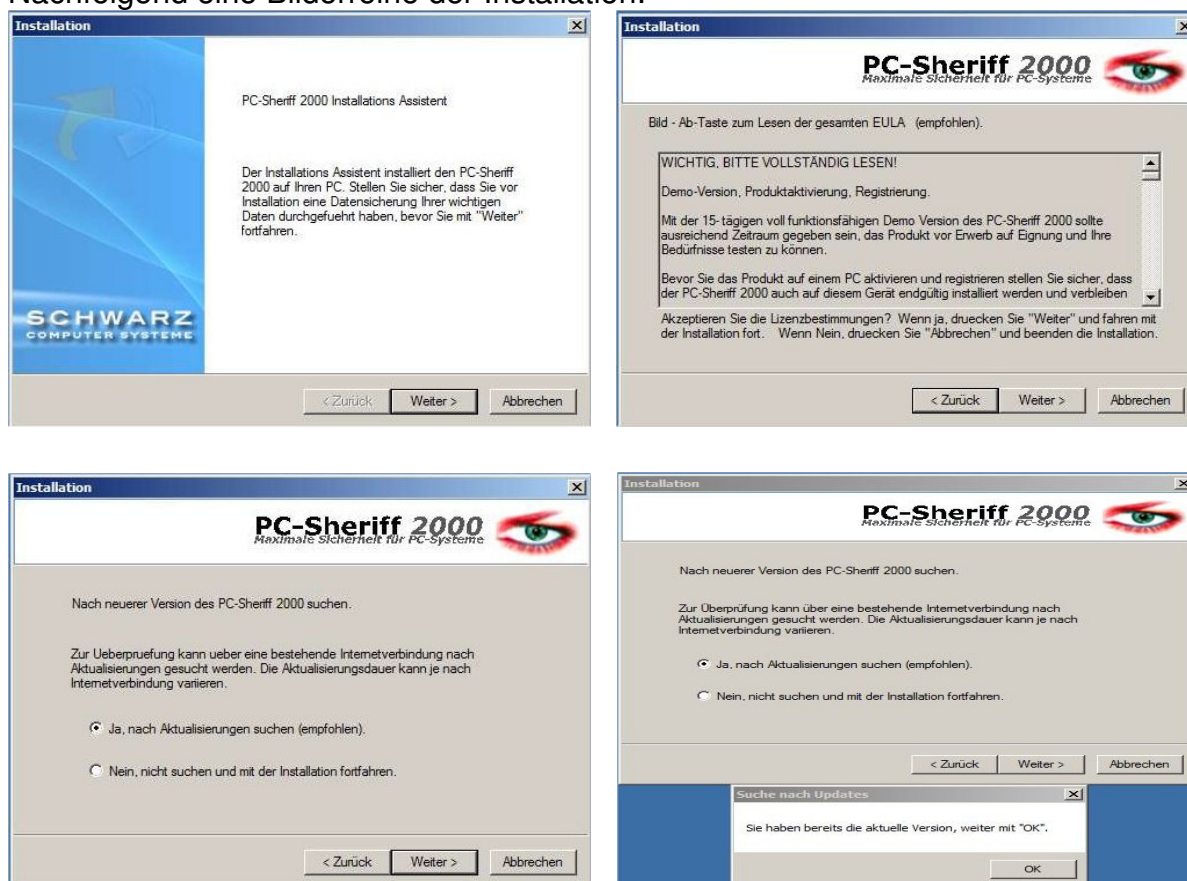 Nachfolgend eine Bilderreihe der Installation:
Installation
PC-Sheriff 2000 Installations Assistent
Der Installations Assistent installiert den PC-Sheriff
2000 auf Ihren PC. Stellen Sie sicher, dass Sie vor
Installation eine Datensicherung Ihrer wichtigen
Daten durchgefuehrt haben, bevor Sie mit "Weiter"
fortfahren.
SCHWARZ
COMPUTER SYSTEME
< Zurück Weiter > Abbrechen
Installation
PC-Sheriff 2000
Maximale Sicherheit für PC-Systeme
Bild - Ab-Taste zum Lesen der gesamten EULA (empfohlen).
WICHTIG, BITTE VOLLSTÄNDIG LESEN!
Demo-Version, Produktaktivierung, Registrierung.
Mit der 15-tägigen voll funktionsfähigen Demo Version des PC-Sheriff 2000 sollte
ausreichend Zeitraum gegeben sein, das Produkt vor Erwerb auf Eignung und Ihre
Bedürfnisse testen zu können.
Bevor Sie das Produkt auf einem PC aktivieren und registrieren stellen Sie sicher, dass
der PC-Sheriff 2000 auch auf diesem Gerät endgültig installiert werden und verbleiben
Akzeptieren Sie die Lizenzbestimmungen? Wenn ja, druecken Sie "Weiter" und fahren mit
der Installation fort. Wenn Nein, druecken Sie "Abbrechen" und beenden die Installation.
< Zurück Weiter > Abbrechen
Installation
PC-Sheriff 2000
Maximale Sicherheit für PC-Systeme
Nach neuerer Version des PC-Sheriff 2000 suchen.
Zur Ueberpruefung kann ueber eine bestehende Internetverbindung nach
Aktualisierungen gesucht werden. Die Aktualisierungsdauer kann je nach
Internetverbindung variieren.
Ja, nach Aktualisierungen suchen (empfohlen).
Nein, nicht suchen und mit der Installation fortfahren.
< Zurück Weiter > Abbrechen
Installation
PC-Sheriff 2000
Maximale Sicherheit für PC-Systeme
Nach neuerer Version des PC-Sheriff 2000 suchen.
Zur Überprüfung kann über eine bestehende Internetverbindung nach
Aktualisierungen gesucht werden. Die Aktualisierungsdauer kann je nach
Internetverbindung variieren.
Ja, nach Aktualisierungen suchen (empfohlen).
Nein, nicht suchen und mit der Installation fortfahren.
< Zurück Weiter > Abbrechen
Suche nach Updates
Sie haben bereits die aktuelle Version, weiter mit "OK".
OK